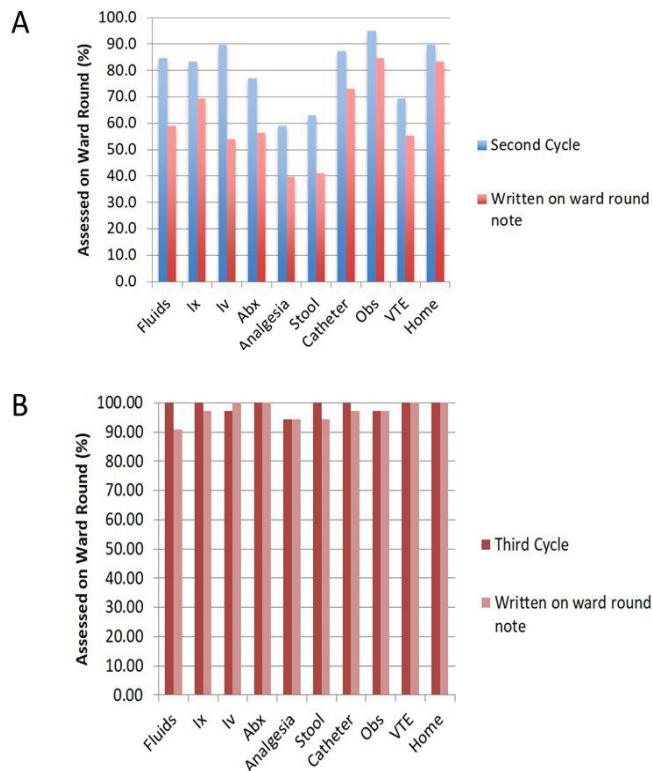 A
Assessed on Ward Round (%)
100.0
90.0
80.0
70.0
60.0
50.0
40.0
30.0
20.0
10.0
0.0
Fluids
Ix
Iv
Abx
Analgesia
Stool
Catheter
Obs
VTE
Home
Second Cycle
Written on ward round
note
B
Assessed on Ward Round (%)
100.00
90.00
80.00
70.00
60.00
50.00
40.00
30.00
20.00
10.00
0.00
Fluids
Ix
Iv
Abx
Analgesia
Stool
Catheter
Obs
VTE
Home
Third Cycle
Written on ward round
note